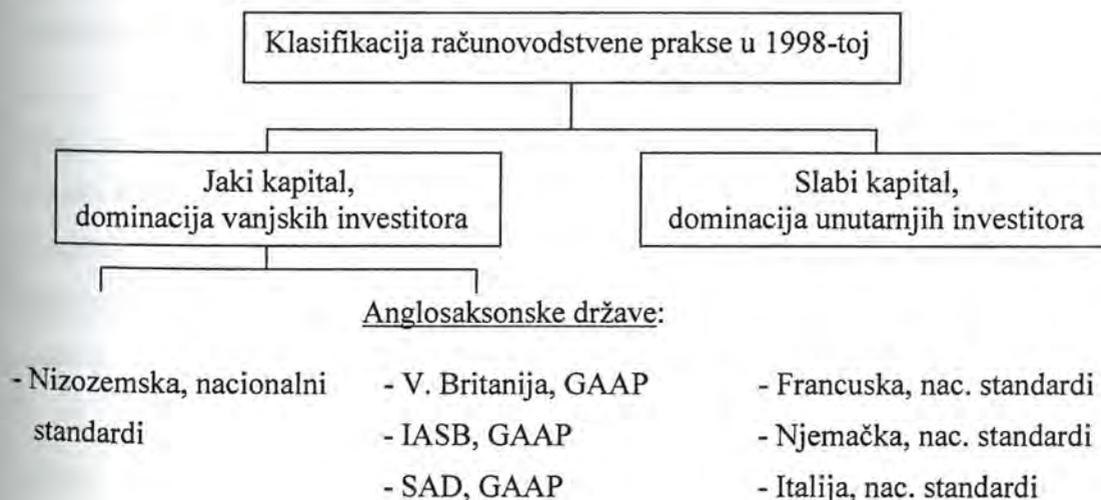 Klasifikacija računovodstvene prakse u 1998-toj
Jaki kapital,
dominacija vanjskih investitora
Slabi kapital,
dominacija unutarnjih investitora
Anglosaksonske države:
- Nizozemska, nacionalni
standardi
- V. Britanija, GAAP
- IASB, GAAP
- SAD, GAAP
- Francuska, nac. standardi
- Njemačka, nac. standardi
- Italija, nac. standardi